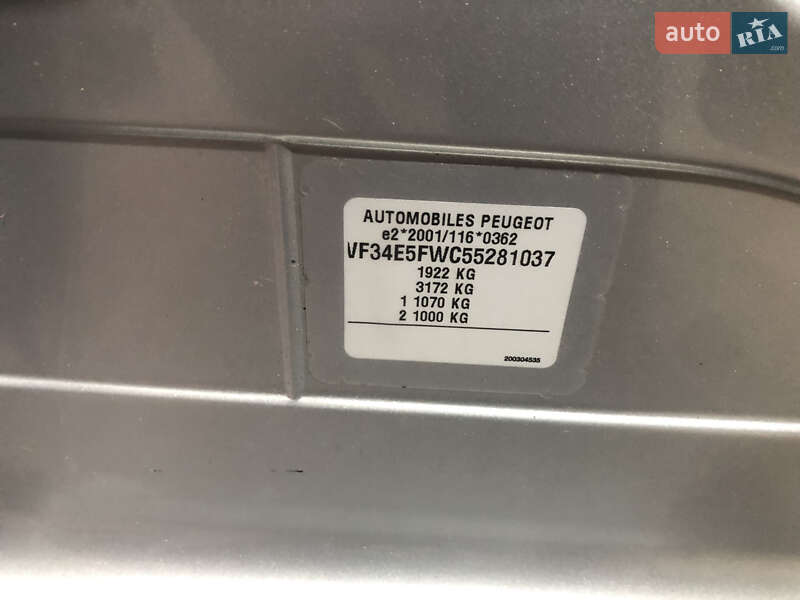 auto RIA .com
AUTOMOBILES PEUGEOT
e2*2001/116*0362
VF34E5FWC55281037
1922 KG
3172 KG
1 1070 KG
2 1000 KG
200304535